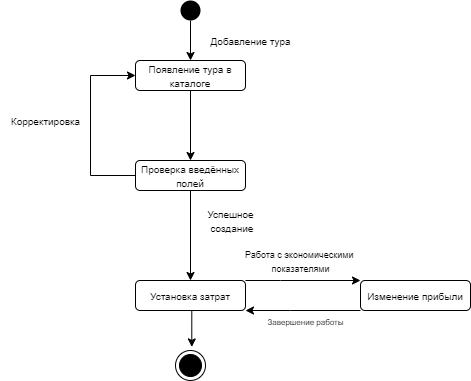 Добавление тура
Появление тура в
каталоге
Корректировка
Проверка введённых
полей
Успешное
создание
Работа с экономическими
показателями
Установка затрат
Изменение прибыли
Завершение работы